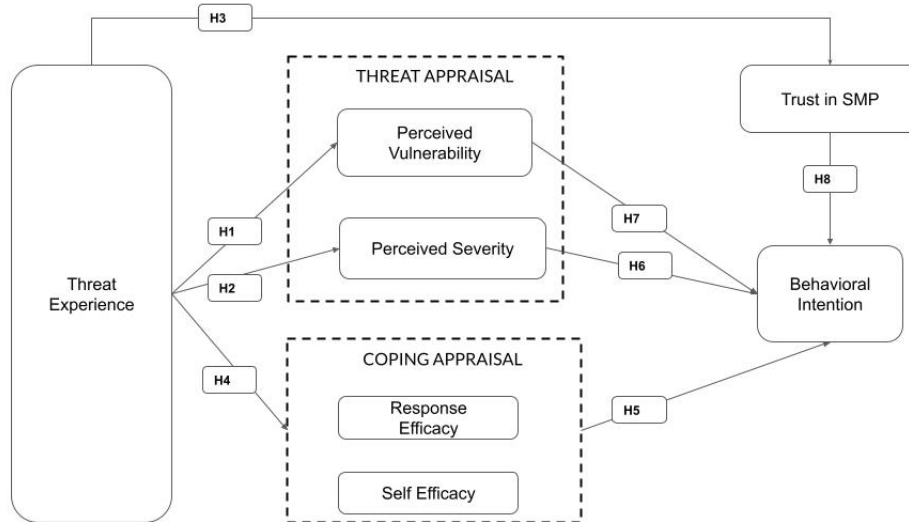 H3
THREAT APPRAISAL
Trust in SMP
Perceived
Vulnerability
H8
H1
H7
Perceived Severity
H6
H2
Threat
Experience
Behavioral
Intention
COPING APPRAISAL
H4
Response
Efficacy
H5
Self Efficacy